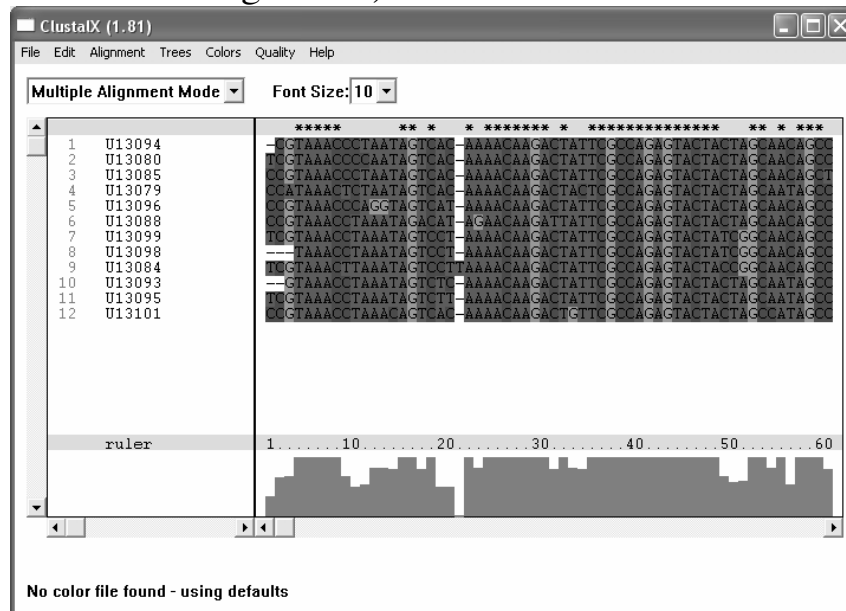 ClustalX (1.81)
File Edit Alignment Trees Colors Quality Help
Multiple Alignment Mode Font Size: 10
***** ** * * ******* * ************** ** * ***
1 U13094 -CGTAAACCCTAATAGTCAC-AAAACAAGACTATTCGCCAGAGTACTACTAGCAACAGCC
2 U13080 TCGTAAACCCCAATAGTCAC-AAAACAAGACTATTCGCCAGAGTACTACTAGCAACAGCC
3 U13085 CCGTAAACCCTAATAGTCAC-AAAACAAGACTATTCGCCAGAGTACTACTAGCAACAGCT
4 U13079 CCATAAACTCTAATAGTCAC-AAAACAAGACTACTCGCCAGAGTACTACTAGCAATAGCC
5 U13096 CCGTAAACCCAGGTAGTCAT-AAAACAAGACTATTCGCCAGAGTACTACTAGCAACAGCC
6 U13088 CCGTAAACCTAAATAGACAT-AGAACAAGATTATTCGCCAGAGTACTACTAGCAACAGCC
7 U13099 TCGTAAACCTAAATAGTCCT-AAAACAAGACTATTCGCCAGAGTACTATCGGCAACAGCC
8 U13098 ---TAAACCTAAATAGTCCT-AAAACAAGACTATTCGCCAGAGTACTATCGGCAACAGCC
9 U13084 TCGTAAACTTAAATAGTCCTTAAAACAAGACTATTCGCCAGAGTACTACCGGCAACAGCC
10 U13093 --GTAAACCTAAATAGTCTC-AAAACAAGACTATTCGCCAGAGTACTACTAGCAATAGCC
11 U13095 TCGTAAACCTAAATAGTCTT-AAAACAAGACTATTCGCCAGAGTACTACTAGCAATAGCC
12 U13101 CCGTAAACCTAAACAGTCAC-AAAACAAGACTGTTCGCCAGAGTACTACTAGCCATAGCC
ruler 1.......10........20........30........40........50........60
No color file found - using defaults